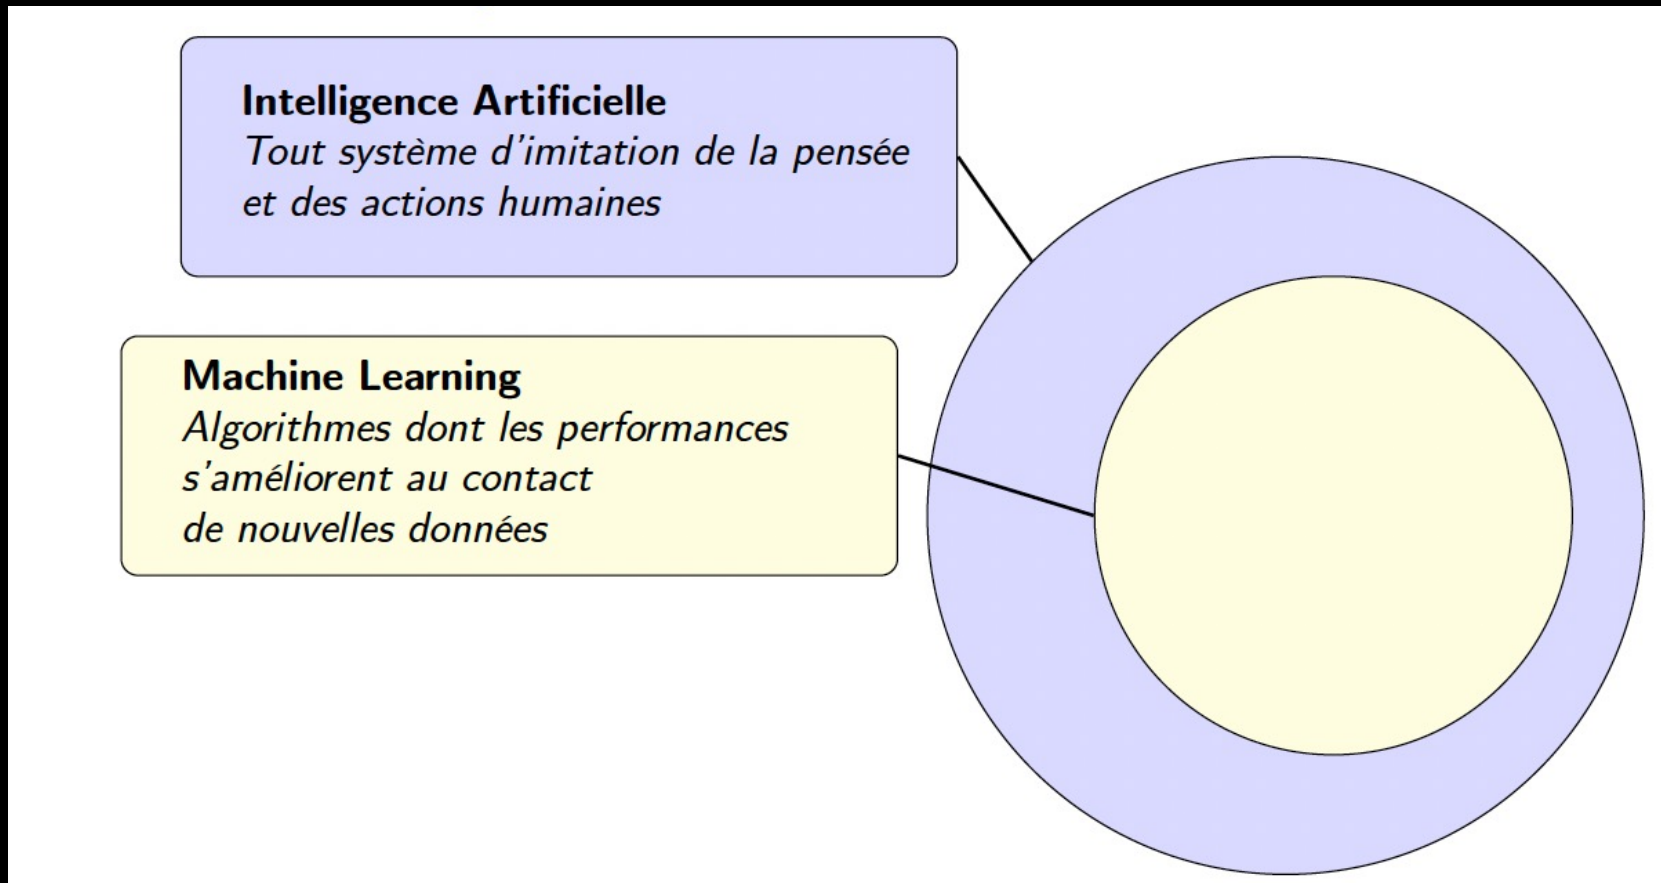 Intelligence Artificielle
Tout système d'imitation de la pensée
et des actions humaines
Machine Learning
Algorithmes dont les performances
s'améliorent au contact
de nouvelles données